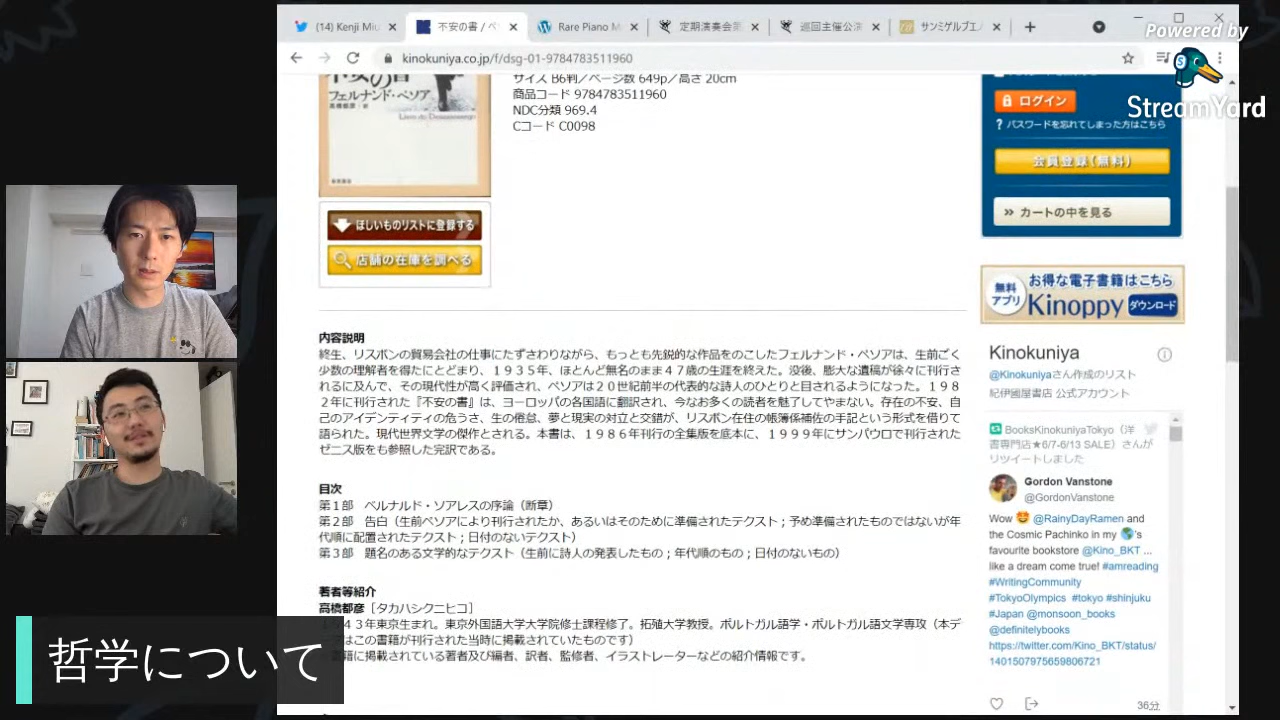 (14) Kenji Miu
不安の書 / ペ
Rare Piano M
定期演奏会
巡回主催公演
サンミゲルプエ
kinokuniya.co.jp/f/dsg-01-9784783511960
Powered by
StreamYard
不安の書
フェルナンド・ペソア
サイズ B6判/ページ数 649p/高さ 20cm
商品コード 9784783511960
NDC分類 969.4
Cコード C0098
ログイン
? パスワードを忘れてしまった方はこちら
会員登録(無料)
カートの中を見る
ほしいものリストに登録する
店舗の在庫を調べる
無料アプリ
お得な電子書籍はこちら
Kinoppy ダウンロード
内容説明
終生、リスボンの貿易会社の仕事にたずさわりながら、もっとも先鋭的な作品をのこしたフェルナンド・ペソアは、生前ごく
少数の理解者を得たにとどまり、1935年、ほとんど無名のまま47歳の生涯を終えた。没後、膨大な遺稿が徐々に刊行さ
れるに及んで、その現代性が高く評価され、ペソアは20世紀前半の代表的な詩人のひとりと目されるようになった。198
2年に刊行された『不安の書』は、ヨーロッパの各国語に翻訳され、今なお多くの読者を魅了してやまない。存在の不安、自
己のアイデンティティの危うさ、生の倦怠、夢と現実の対立と交錯が、リスボン在住の帳簿係補佐の手記という形式を借りて
語られた。現代世界文学の傑作とされる。本書は、1986年刊行の全集版を底本に、1999年にサンパウロで刊行された
ゼニス版をも参照した完訳である。
目次
第1部 ベルナルド・ソアレスの序論(断章)
第2部 告白(生前ペソアにより刊行されたか、あるいはそのために準備されたテクスト;予め準備されたものではないが年
代順に配置されたテクスト;日付のないテクスト)
第3部 題名のある文学的なテクスト(生前に詩人の発表したもの;年代順のもの;日付のないもの)
著者等紹介
高橋都彦[タカハシクニヒコ]
43年東京生まれ。東京外国語大学大学院修士課程修了。拓殖大学教授。ポルトガル語学・ポルトガル語文学専攻(本デ
はこの書籍が刊行された当時に掲載されていたものです)
書籍に掲載されている著者及び編者、訳者、監修者、イラストレーターなどの紹介情報です。
Kinokuniya
@Kinokuniyaさん作成のリスト
紀伊國屋書店 公式アカウント
BooksKinokuniyaTokyo(洋
書専門店★6/7-6/13 SALE)さんが
リツイートしました
Gordon Vanstone
@GordonVanstone
Wow 🤩 @RainyDayRamen and
the Cosmic Pachinko in my 🌎's
favourite bookstore @Kino_BKT ...
like a dream come true! #amreading
#WritingCommunity
#TokyoOlympics #tokyo #shinjuku
#Japan @monsoon_books
@definitelybooks
https://twitter.com/Kino_BKT/status/
1401507975659806721
36分
哲学について